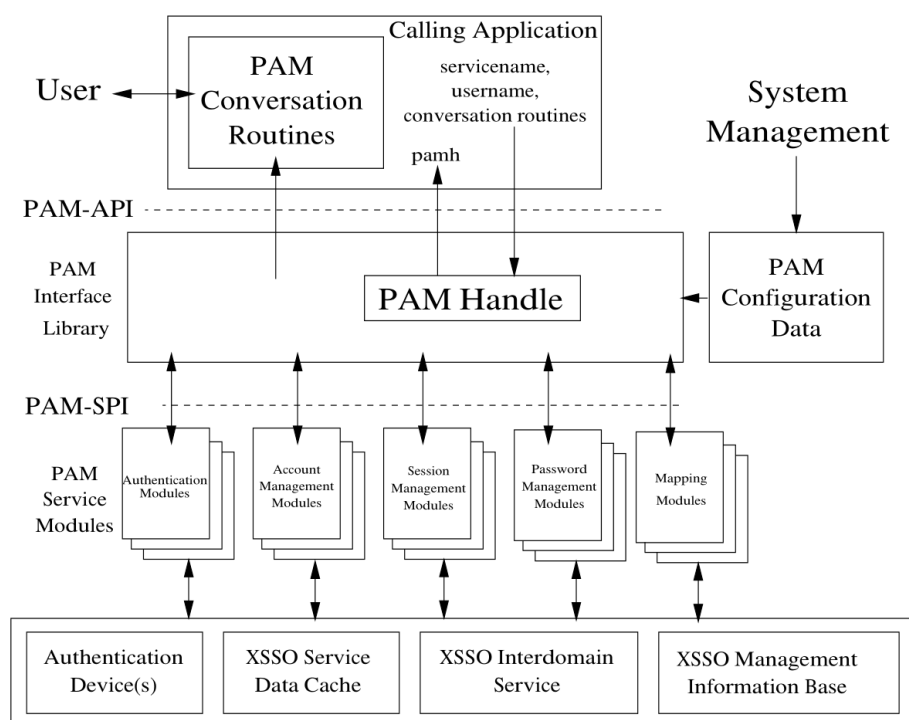 Calling Application
PAM
Conversation
Routines
servicename,
username,
conversation routines
pamh
User
System
Management
PAM-API
PAM
Interface
Library
PAM Handle
PAM
Configuration
Data
PAM-SPI
PAM
Service
Modules
Authentication
Modules
Account
Management
Modules
Session
Management
Modules
Password
Management
Modules
Mapping
Modules
Authentication
Device(s)
XSSO Service
Data Cache
XSSO Interdomain
Service
XSSO Management
Information Base